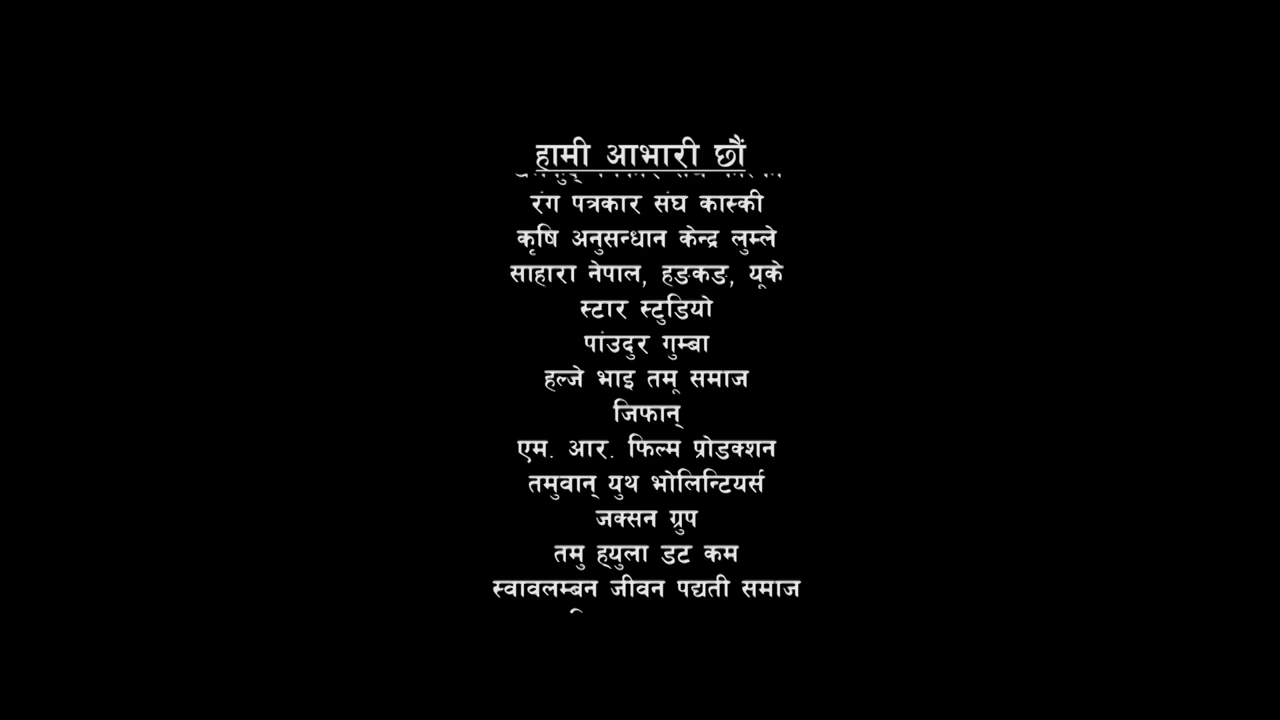 हामी आभारी छौं
रंग पत्रकार संघ कास्की
कृषि अनुसन्धान केन्द्र लुम्ले
साहारा नेपाल, हङकङ, यूके
स्टार स्टुडियो
पांउदुर गुम्बा
हल्जे भाइ तमू समाज
जिफान्
एम. आर. फिल्म प्रोडक्शन
तमुवान् युथ भोलिन्टियर्स
जक्सन ग्रुप
तमु ह्युला डट कम
स्वावलम्बन जीवन पद्यती समाज